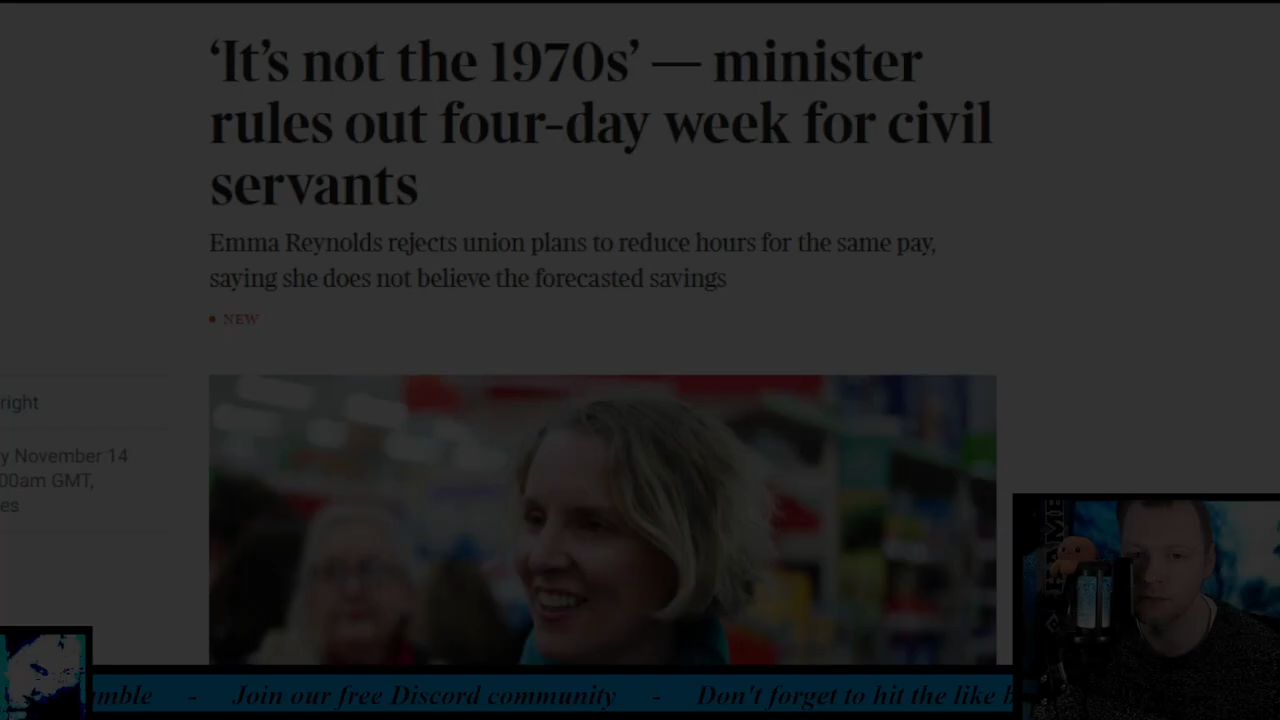 ‘It’s not the 1970s’ — minister
rules out four-day week for civil
servants
Emma Reynolds rejects union plans to reduce hours for the same pay,
saying she does not believe the forecasted savings
• NEW
right
y November 14
00am GMT,
es
mble - Join our free Discord community - Don't forget to hit the like